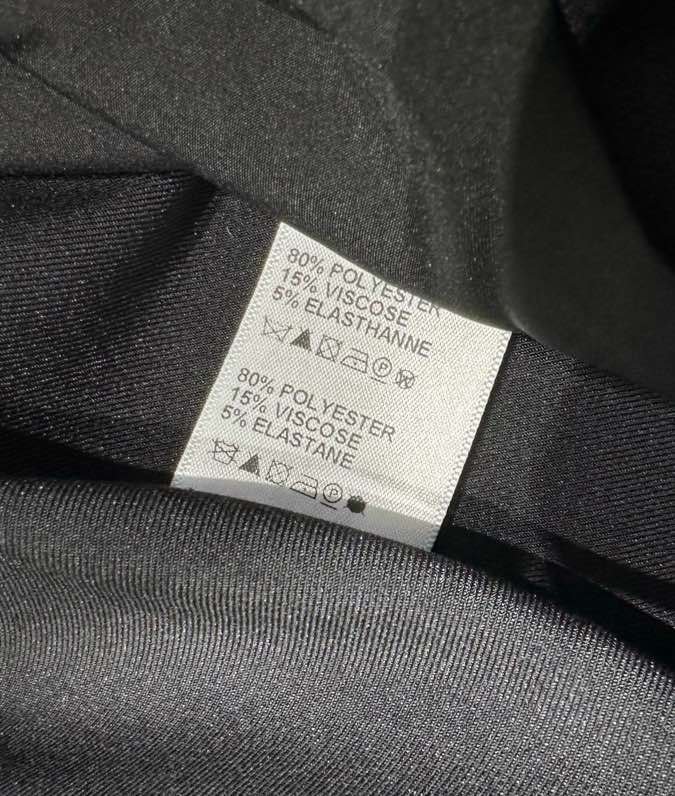 80% POLYESTER
15% VISCOSE
5% ELASTHANNE
80% POLYESTER
15% VISCOSE
5% ELASTANE